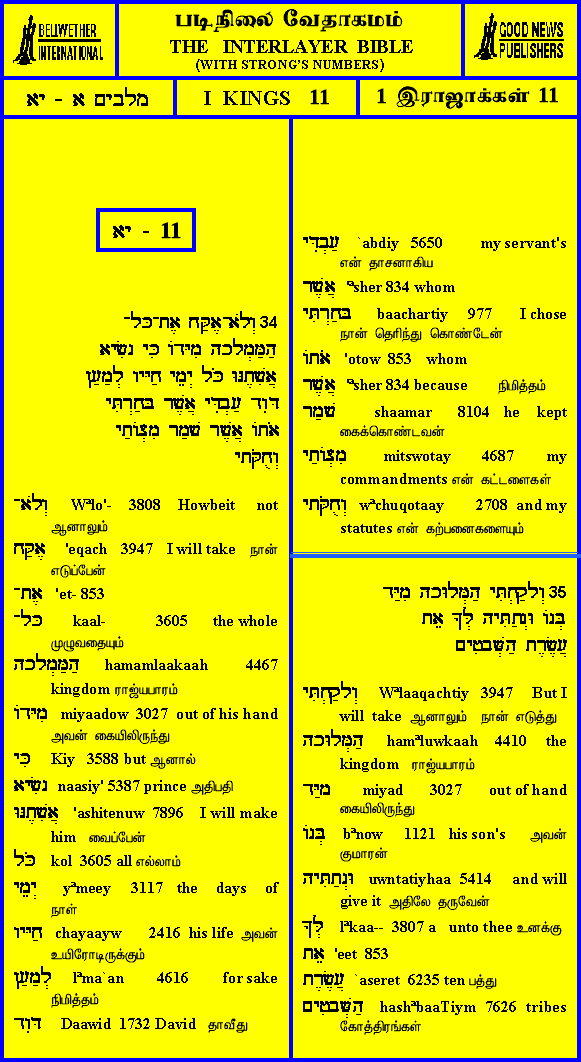 BELLWETHER
INTERNATIONAL
படிநிலை வேதாகமம்
THE INTERLAYER BIBLE
(WITH STRONG'S NUMBERS)
GOOD NEWS
PUBLISHERS
מלכים א - יא
I KINGS 11
1 இராஜாக்கள் 11
יא - 11
34 וְלֹא־אֶקַּח אֶת־כָּל־
הַמַּמְלָכָה מִיָּדוֹ כִּי נָשִׂיא
אֲשִׁתֶנּוּ כֹּל יְמֵי חַיָּיו לְמַעַן
דָּוִד עַבְדִּי אֲשֶׁר בָּחַרְתִּי
אֹתוֹ אֲשֶׁר שָׁמַר מִצְוֹתַי
וְחֻקֹּתָי
וְלֹא־ Wªlo'- 3808 Howbeit not
ஆனாலும்
אֶקַּח 'eqach 3947 I will take நான்
எடுப்பேன்
אֶת־ 'et- 853
כָּל־ kaal- 3605 the whole
முழுவதையும்
הַמַּמְלָכָה hamamlaakaah 4467
kingdom ராஜ்யபாரம்
מִיָּדוֹ miyaadow 3027 out of his hand
அவன் கையிலிருந்து
כִּי Kiy 3588 but ஆனால்
נָשִׂיא naasiy' 5387 prince அதிபதி
אֲשִׁתֶנּוּ 'ashitenuw 7896 I will make
him வைப்பேன்
כֹּל kol 3605 all எல்லாம்
יְמֵי yªmeey 3117 the days of
நாள்
חַיָּיו chayaayw 2416 his life அவன்
உயிரோடிருக்கும்
לְמַעַן lªma`an 4616 for sake
நிமித்தம்
דָּוִד Daawid 1732 David தாவீது
עַבְדִּי `abdiy 5650 my servant's
என் தாசனாகிய
אֲשֶׁר ªsher 834 whom
בָּחַרְתִּי baachartiy 977 I chose
நான் தெரிந்து கொண்டேன்
אֹתוֹ 'otow 853 whom
אֲשֶׁר ªsher 834 because நிமித்தம்
שָׁמַר shaamar 8104 he kept
கைக்கொண்டவன்
מִצְוֹתַי mitswotay 4687 my
commandments என் கட்டளைகள்
וְחֻקֹּתָי wªchuqotaay 2708 and my
statutes என் கற்பனைகளையும்
35 וְלָקַחְתִּי הַמְּלוּכָה מִיַּד
בְּנוֹ וּנְתַתִּיהָ לְּךָ אֵת
עֲשֶׂרֶת הַשְּׁבָטִים
וְלָקַחְתִּי Wªlaaqachtiy 3947 But I
will take ஆனாலும் நான் எடுத்து
הַמְּלוּכָה hamªluwkaah 4410 the
kingdom ராஜ்யபாரம்
מִיַּד miyad 3027 out of hand
கையிலிருந்து
בְּנוֹ bªnow 1121 his son's அவன்
குமாரன்
וּנְתַתִּיהָ uwntatiyhaa 5414 and will
give it அதிலே தருவேன்
לְּךָ lªkaa-- 3807 a unto thee உனக்கு
אֵת 'eet 853
עֲשֶׂרֶת `aseret 6235 ten பத்து
הַשְּׁבָטִים hashªbaaTiym 7626 tribes
கோத்திரங்கள்